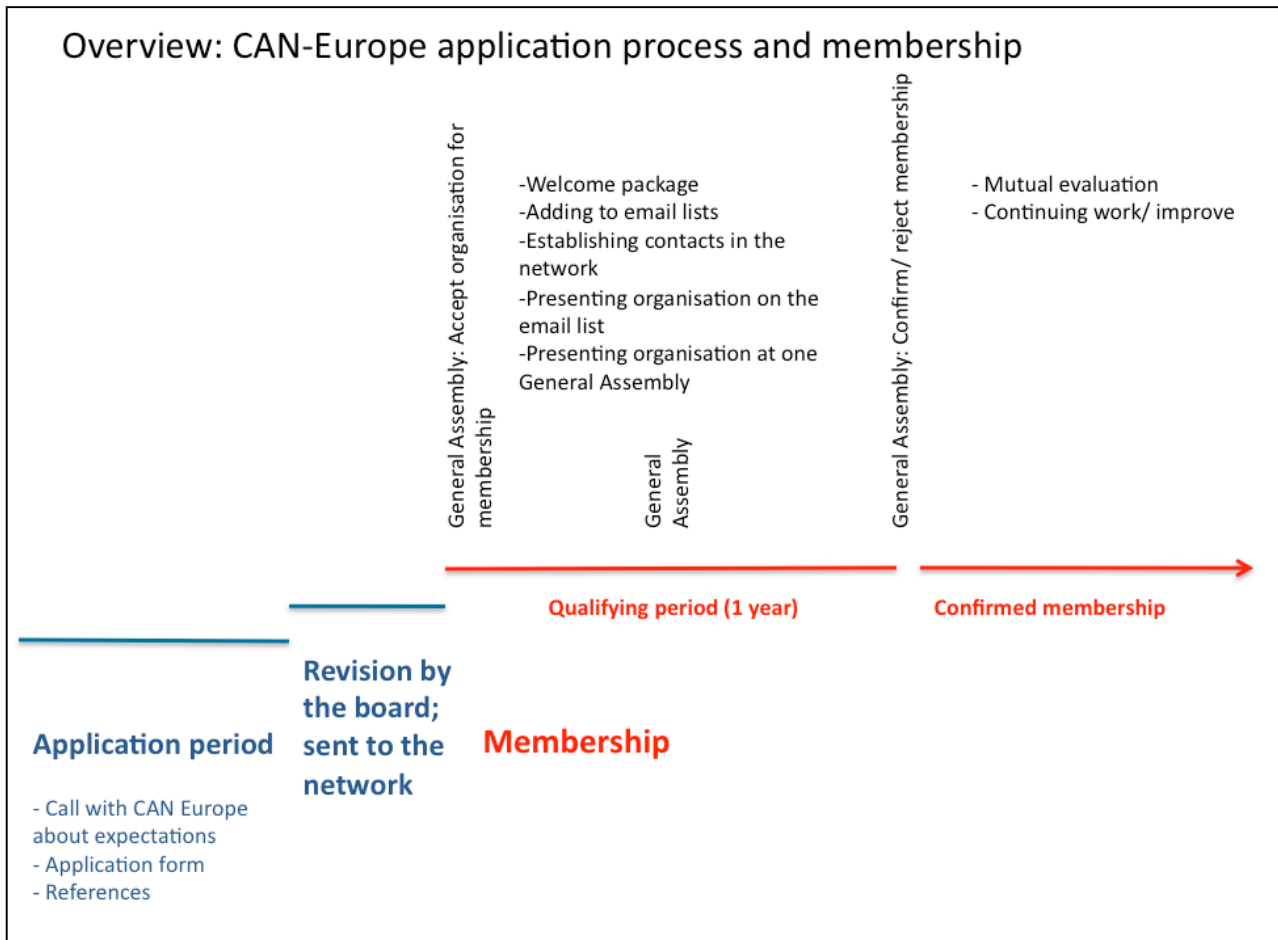 Overview: CAN-Europe application process and membership
General Assembly: Accept organisation for
membership
-Welcome package
-Adding to email lists
-Establishing contacts in the
network
-Presenting organisation on the
email list
-Presenting organisation at one
General Assembly
General
Assembly
General Assembly: Confirm/ reject membership
- Mutual evaluation
- Continuing work/ improve
Qualifying period (1 year)
Confirmed membership
Application period
- Call with CAN Europe
about expectations
- Application form
- References
Revision by
the board;
sent to the
network
Membership